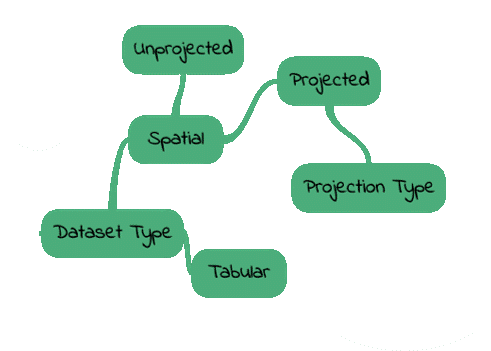 Unprojected
Projected
Spatial
Projection Type
Dataset Type
Tabular